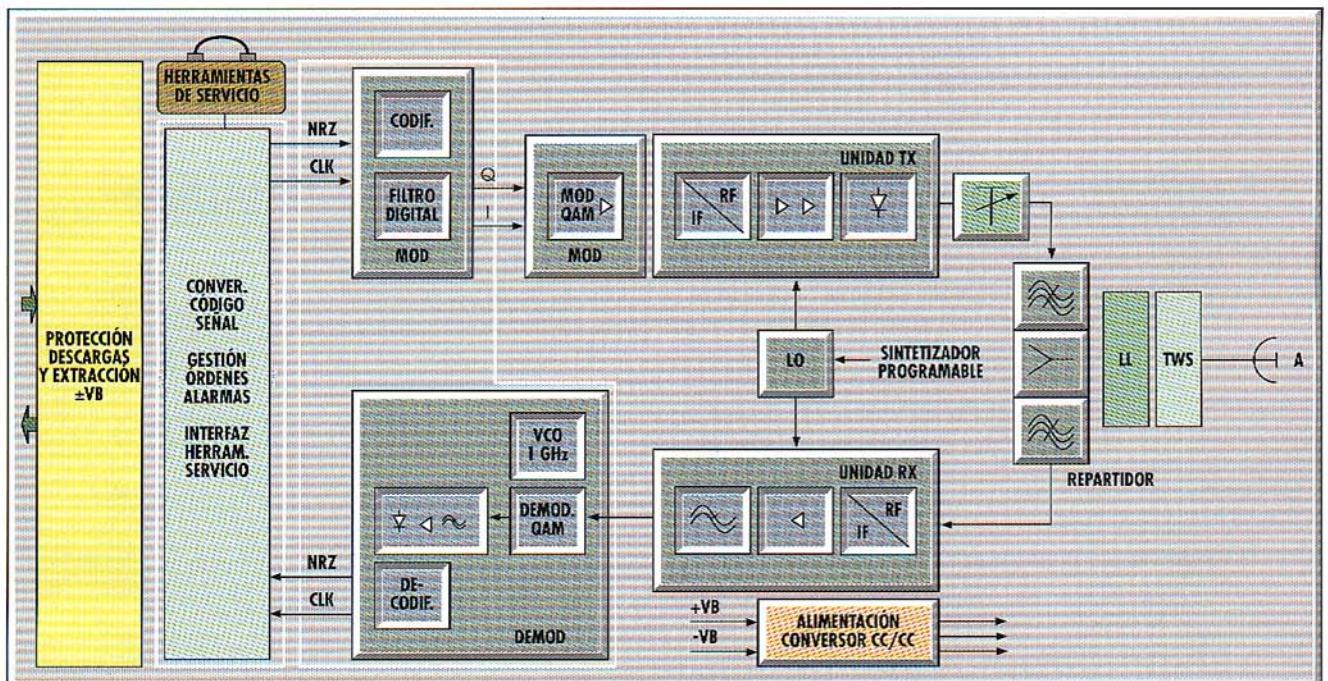 HERRAMIENTAS
DE SERVICIO
PROTECCIÓN
DESCARGAS
Y EXTRACCIÓN
±VB
CONVER.
CÓDIGO
SEÑAL
GESTIÓN
ÓRDENES
ALARMAS
INTERFAZ
HERRAM.
SERVICIO
NRZ
CLK
CODIF.
FILTRO
DIGITAL
MOD
Q
I
MOD
QAM
MOD
UNIDAD TX
RF
IF
LO
SINTETIZADOR
PROGRAMABLE
LL
TWS
A
REPARTIDOR
UNIDAD RX
RF
IF
VCO
1 GHz
DEMOD.
QAM
DE-
CODIF.
DEMOD
NRZ
CLK
+VB
-VB
ALIMENTACIÓN
CONVERSOR CC/CC